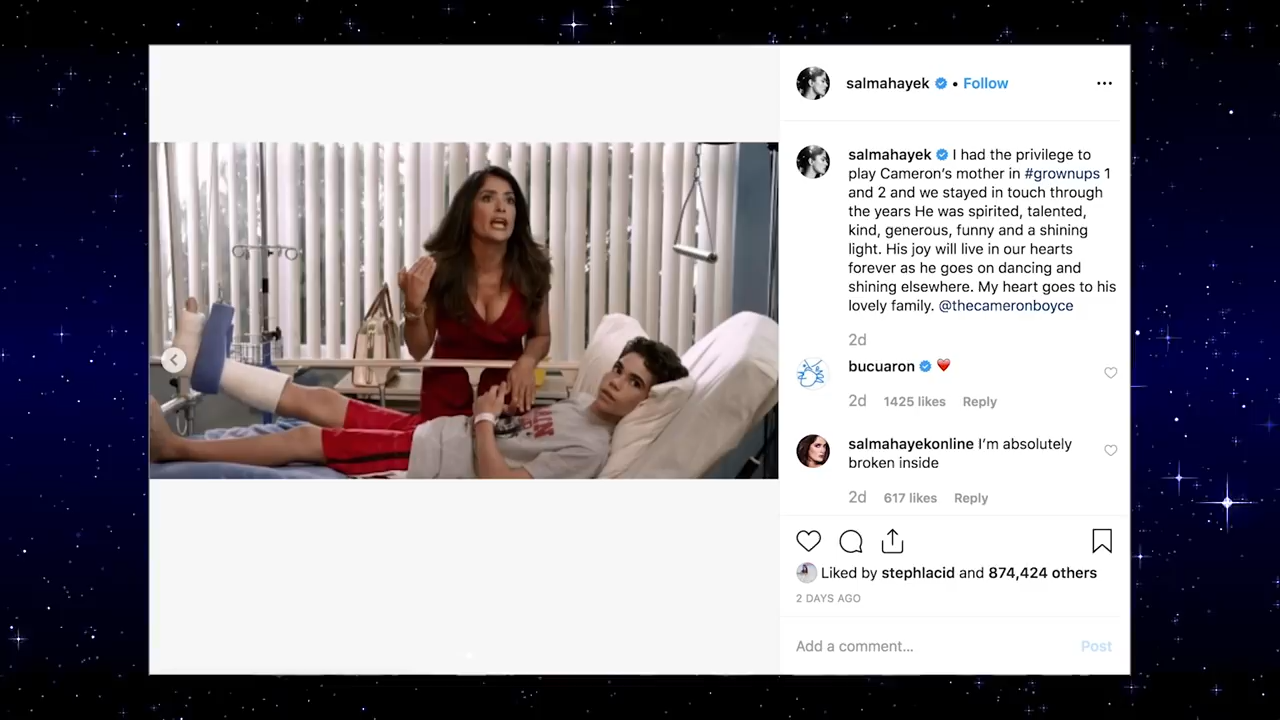 salmahayek • Follow
salmahayek I had the privilege to
play Cameron's mother in #grownups 1
and 2 and we stayed in touch through
the years He was spirited, talented,
kind, generous, funny and a shining
light. His joy will live in our hearts
forever as he goes on dancing and
shining elsewhere. My heart goes to his
lovely family. @thecameronboyce
2d
bucuaron ❤️
2d 1425 likes Reply
salmahayekonline I'm absolutely
broken inside
2d 617 likes Reply
Liked by stephlacid and 874,424 others
2 DAYS AGO
Add a comment... Post